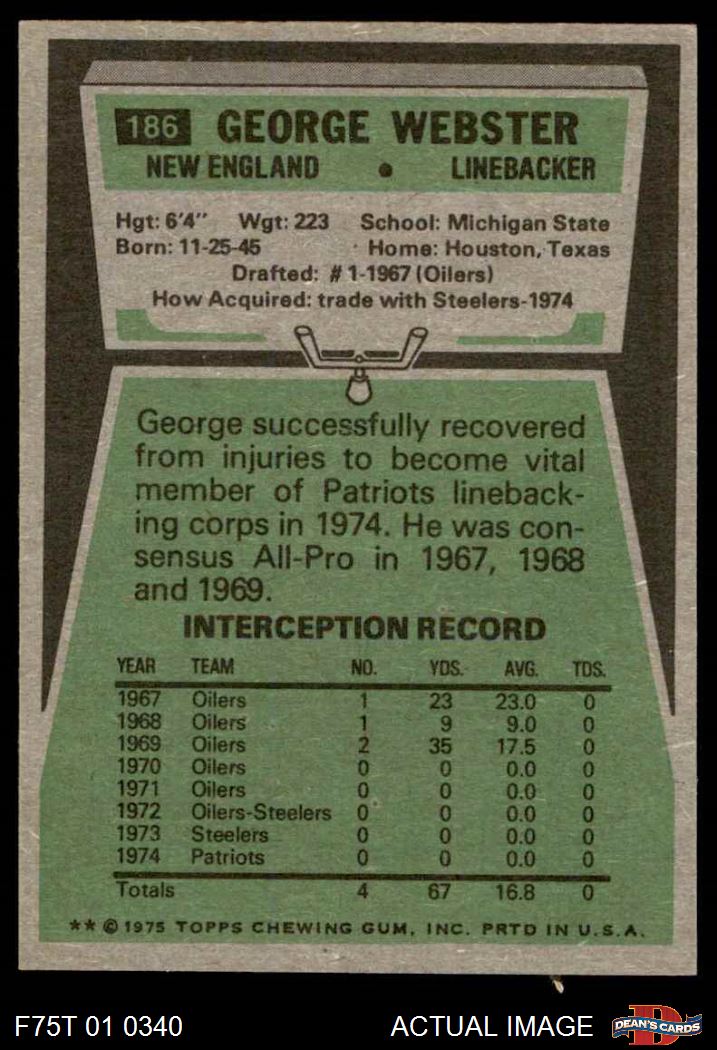 186 GEORGE WEBSTER
NEW ENGLAND • LINEBACKER
Hgt: 6'4" Wgt: 223 School: Michigan State
Born: 11-25-45 Home: Houston, Texas
Drafted: #1-1967 (Oilers)
How Acquired: trade with Steelers-1974
George successfully recovered
from injuries to become vital
member of Patriots lineback-
ing corps in 1974. He was con-
sensus All-Pro in 1967, 1968
and 1969.
INTERCEPTION RECORD
YEAR TEAM NO. YDS. AVG. TDS.
1967 Oilers 1 23 23.0 0
1968 Oilers 1 9 9.0 0
1969 Oilers 2 35 17.5 0
1970 Oilers 0 0 0.0 0
1971 Oilers 0 0 0.0 0
1972 Oilers-Steelers 0 0 0.0 0
1973 Steelers 0 0 0.0 0
1974 Patriots 0 0 0.0 0
Totals 4 67 16.8 0
** © 1975 TOPPS CHEWING GUM, INC. PRTD IN U.S.A.
F75T 01 0340 ACTUAL IMAGE D DEAN'S CARDS